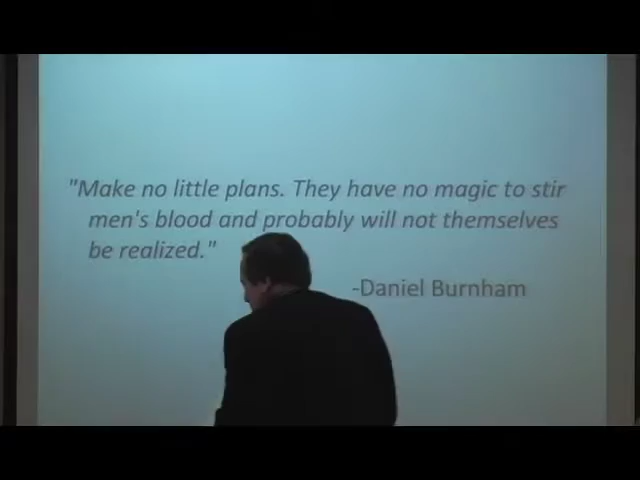 "Make no little plans. They have no magic to stir
men's blood and probably will not themselves
be realized."
-Daniel Burnham